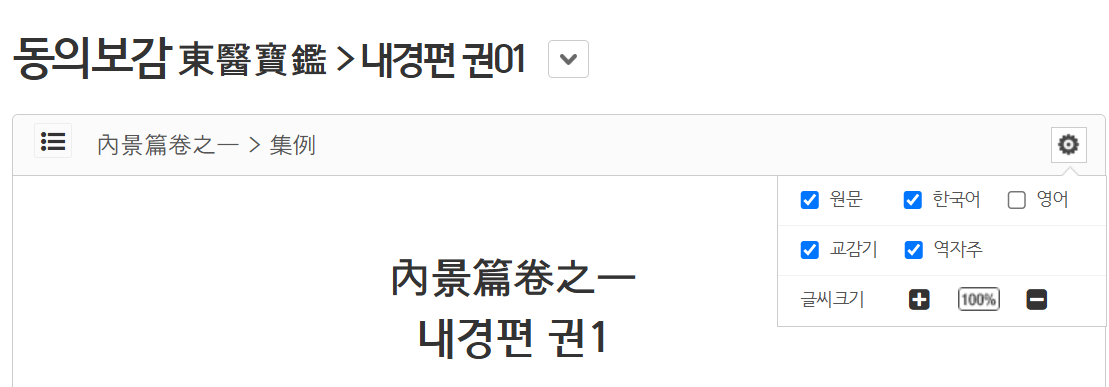 동의보감 東醫寶鑑 > 내경편 권01
內景篇卷之一 > 集例
원문 한국어 영어
교감기 역자주
글씨크기 100%
內景篇卷之一
내경편 권1